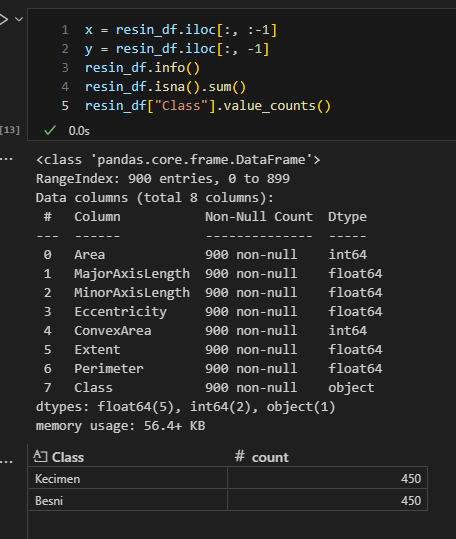 1 x = resin_df.iloc[:, :-1]
2 y = resin_df.iloc[:, -1]
3 resin_df.info()
4 resin_df.isna().sum()
5 resin_df["Class"].value_counts()
[13] 0.0s
... <class 'pandas.core.frame.DataFrame'>
RangeIndex: 900 entries, 0 to 899
Data columns (total 8 columns):
 #   Column           Non-Null Count  Dtype
---  ------           --------------  -----
 0   Area             900 non-null    int64
 1   MajorAxisLength  900 non-null    float64
 2   MinorAxisLength  900 non-null    float64
 3   Eccentricity     900 non-null    float64
 4   ConvexArea       900 non-null    int64
 5   Extent           900 non-null    float64
 6   Perimeter        900 non-null    float64
 7   Class            900 non-null    object
dtypes: float64(5), int64(2), object(1)
memory usage: 56.4+ KB
... Class # count
Kecimen 450
Besni 450